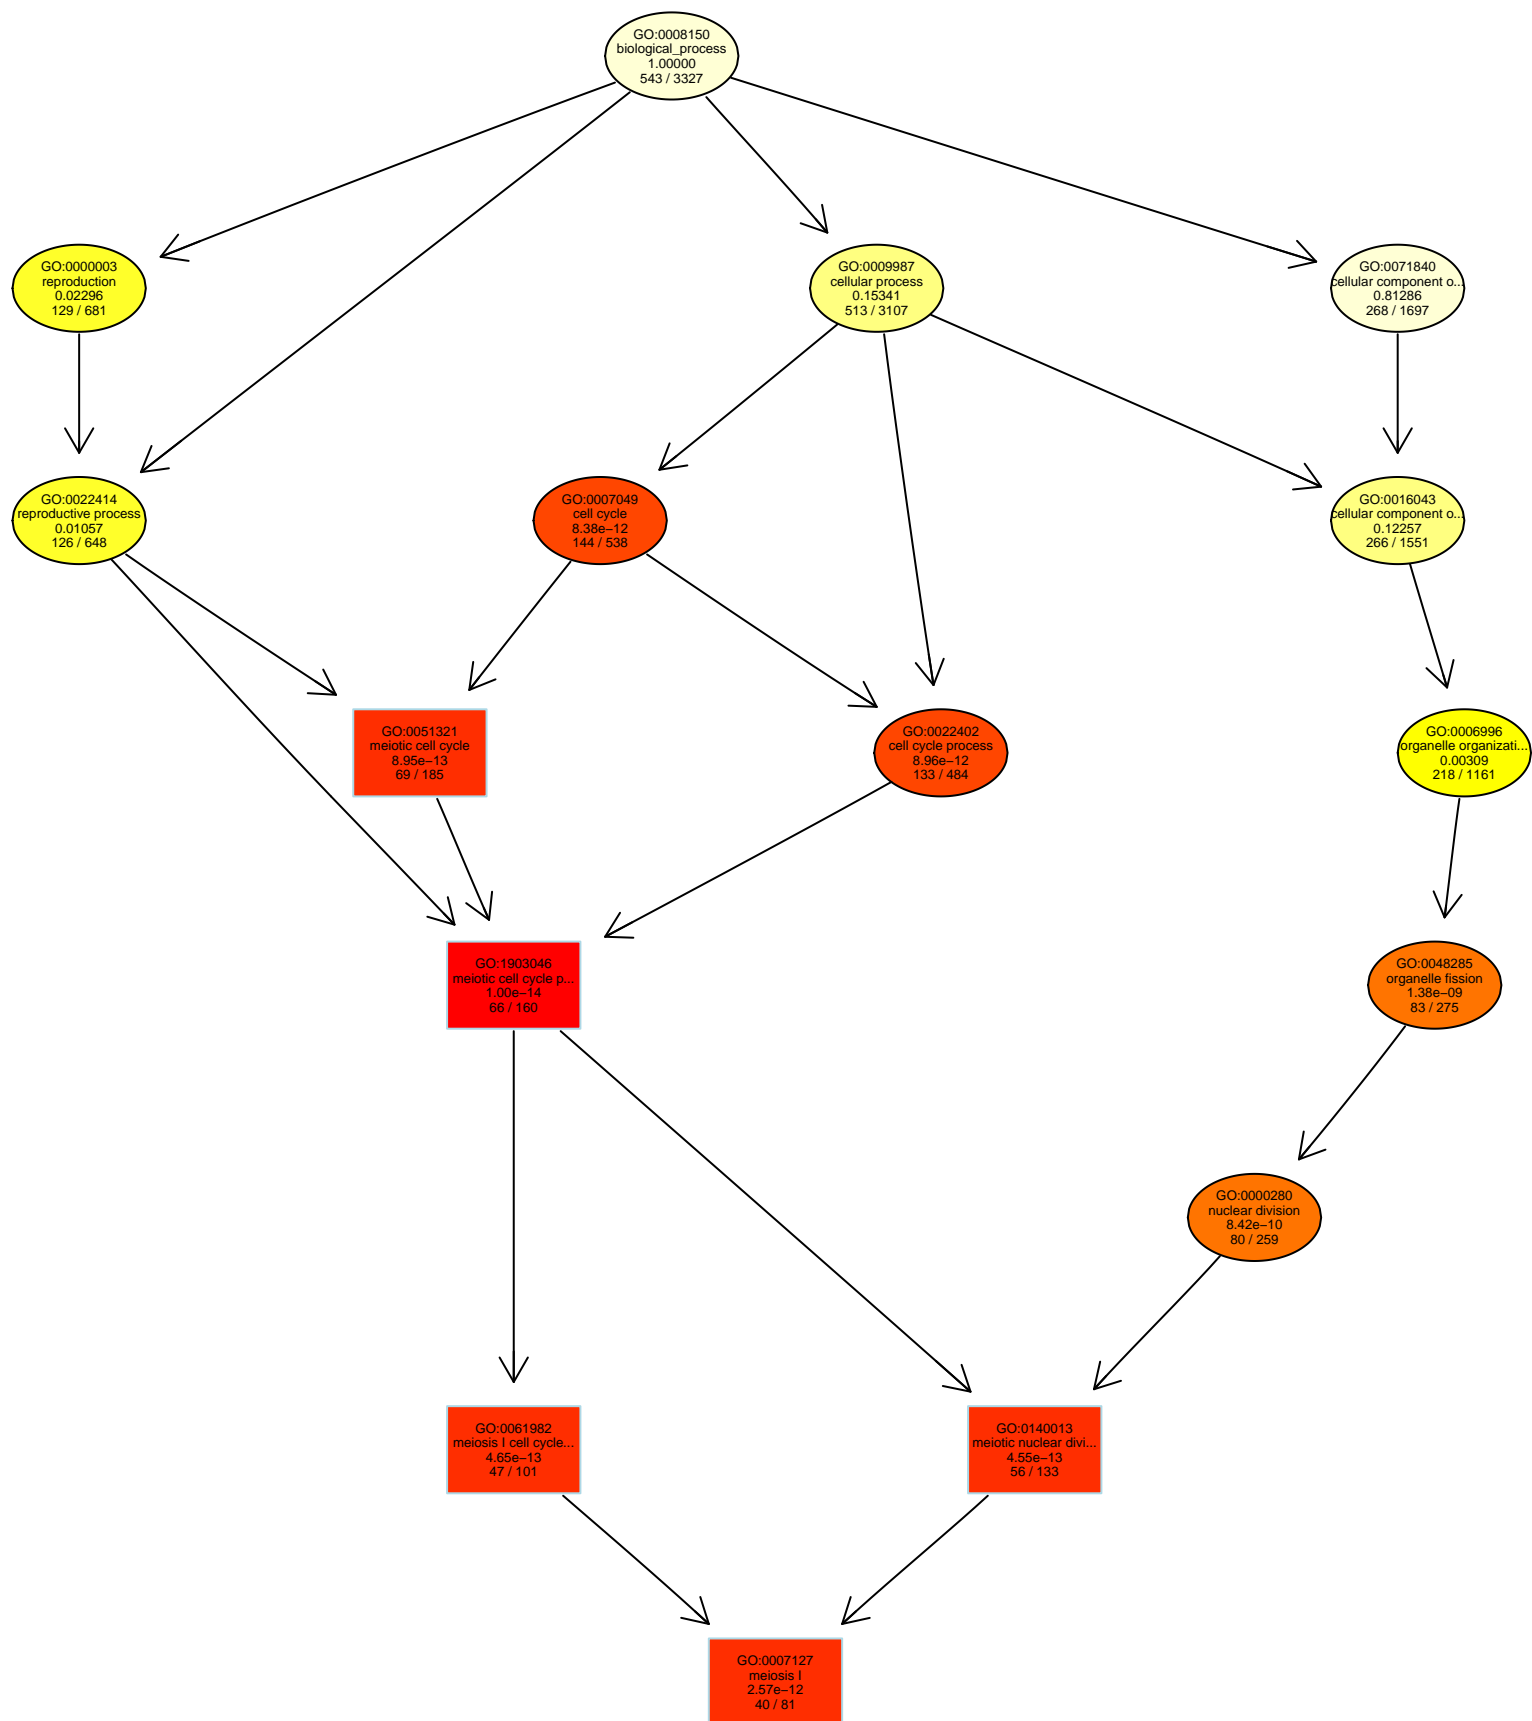 GO:0008150
biological_process
1.00000
543 / 3327
GO:0000003
reproduction
0.02296
129 / 681
GO:0009987
cellular process
0.15341
513 / 3107
GO:0071840
cellular component o...
0.81286
268 / 1697
GO:0022414
reproductive process
0.01057
126 / 648
GO:0007049
cell cycle
8.38e−12
144 / 538
GO:0016043
cellular component o...
0.12257
266 / 1551
GO:0051321
meiotic cell cycle
8.95e−13
69 / 185
GO:0022402
cell cycle process
8.96e−12
133 / 484
GO:0006996
organelle organizati...
0.00309
218 / 1161
GO:1903046
meiotic cell cycle p...
1.00e−14
66 / 160
GO:0048285
organelle fission
1.38e−09
83 / 275
GO:0000280
nuclear division
8.42e−10
80 / 259
GO:0061982
meiosis I cell cycle...
4.65e−13
47 / 101
GO:0140013
meiotic nuclear divi...
4.55e−13
56 / 133
GO:0007127
meiosis I
2.57e−12
40 / 81